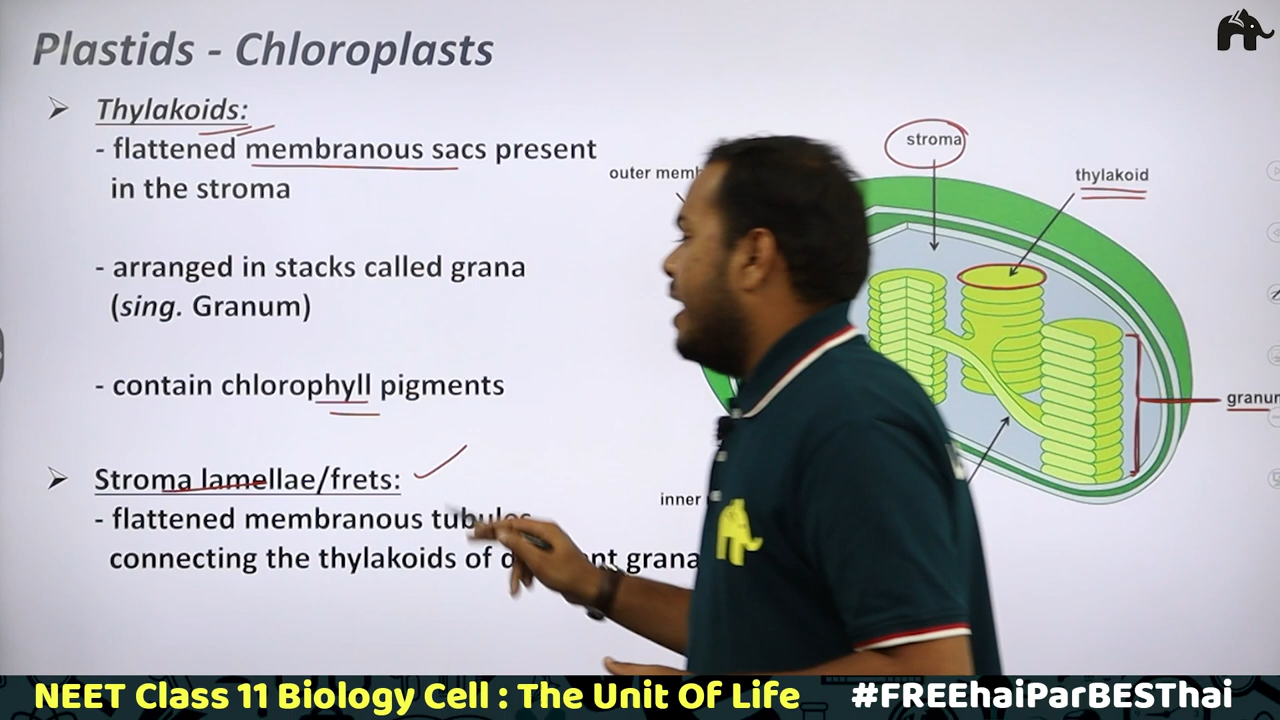 Plastids - Chloroplasts
Thylakoids:
- flattened membranous sacs present
in the stroma
- arranged in stacks called grana
(sing. Granum)
- contain chlorophyll pigments
Stroma lamellae/frets:
- flattened membranous tubules
connecting the thylakoids of grana
stroma
outer
thylakoid
inner
NEET Class 11 Biology Cell : The Unit Of Life
#FREEhaiParBESThai